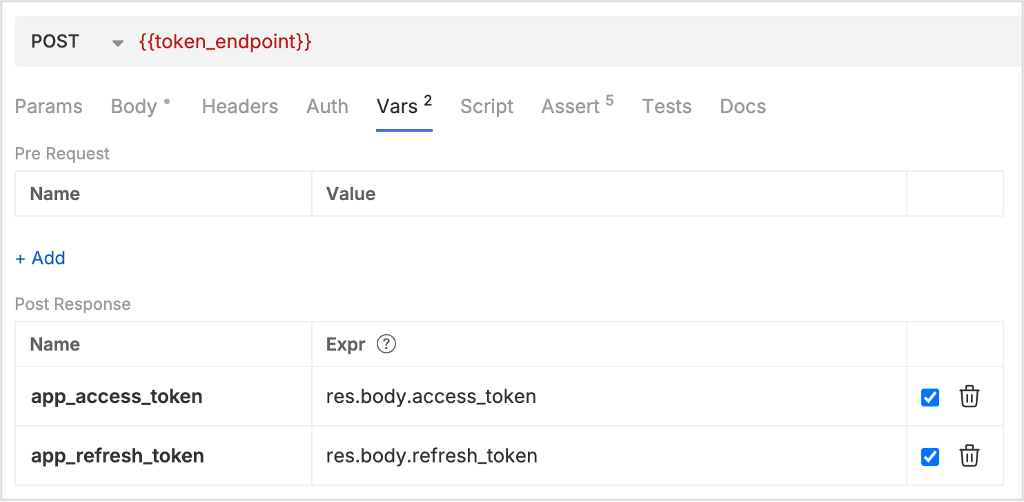 POST {{token_endpoint}}
Params Body Headers Auth Vars 2 Script Assert 5 Tests Docs
Pre Request
Name Value
+ Add
Post Response
Name Expr ?
app_access_token res.body.access_token
app_refresh_token res.body.refresh_token